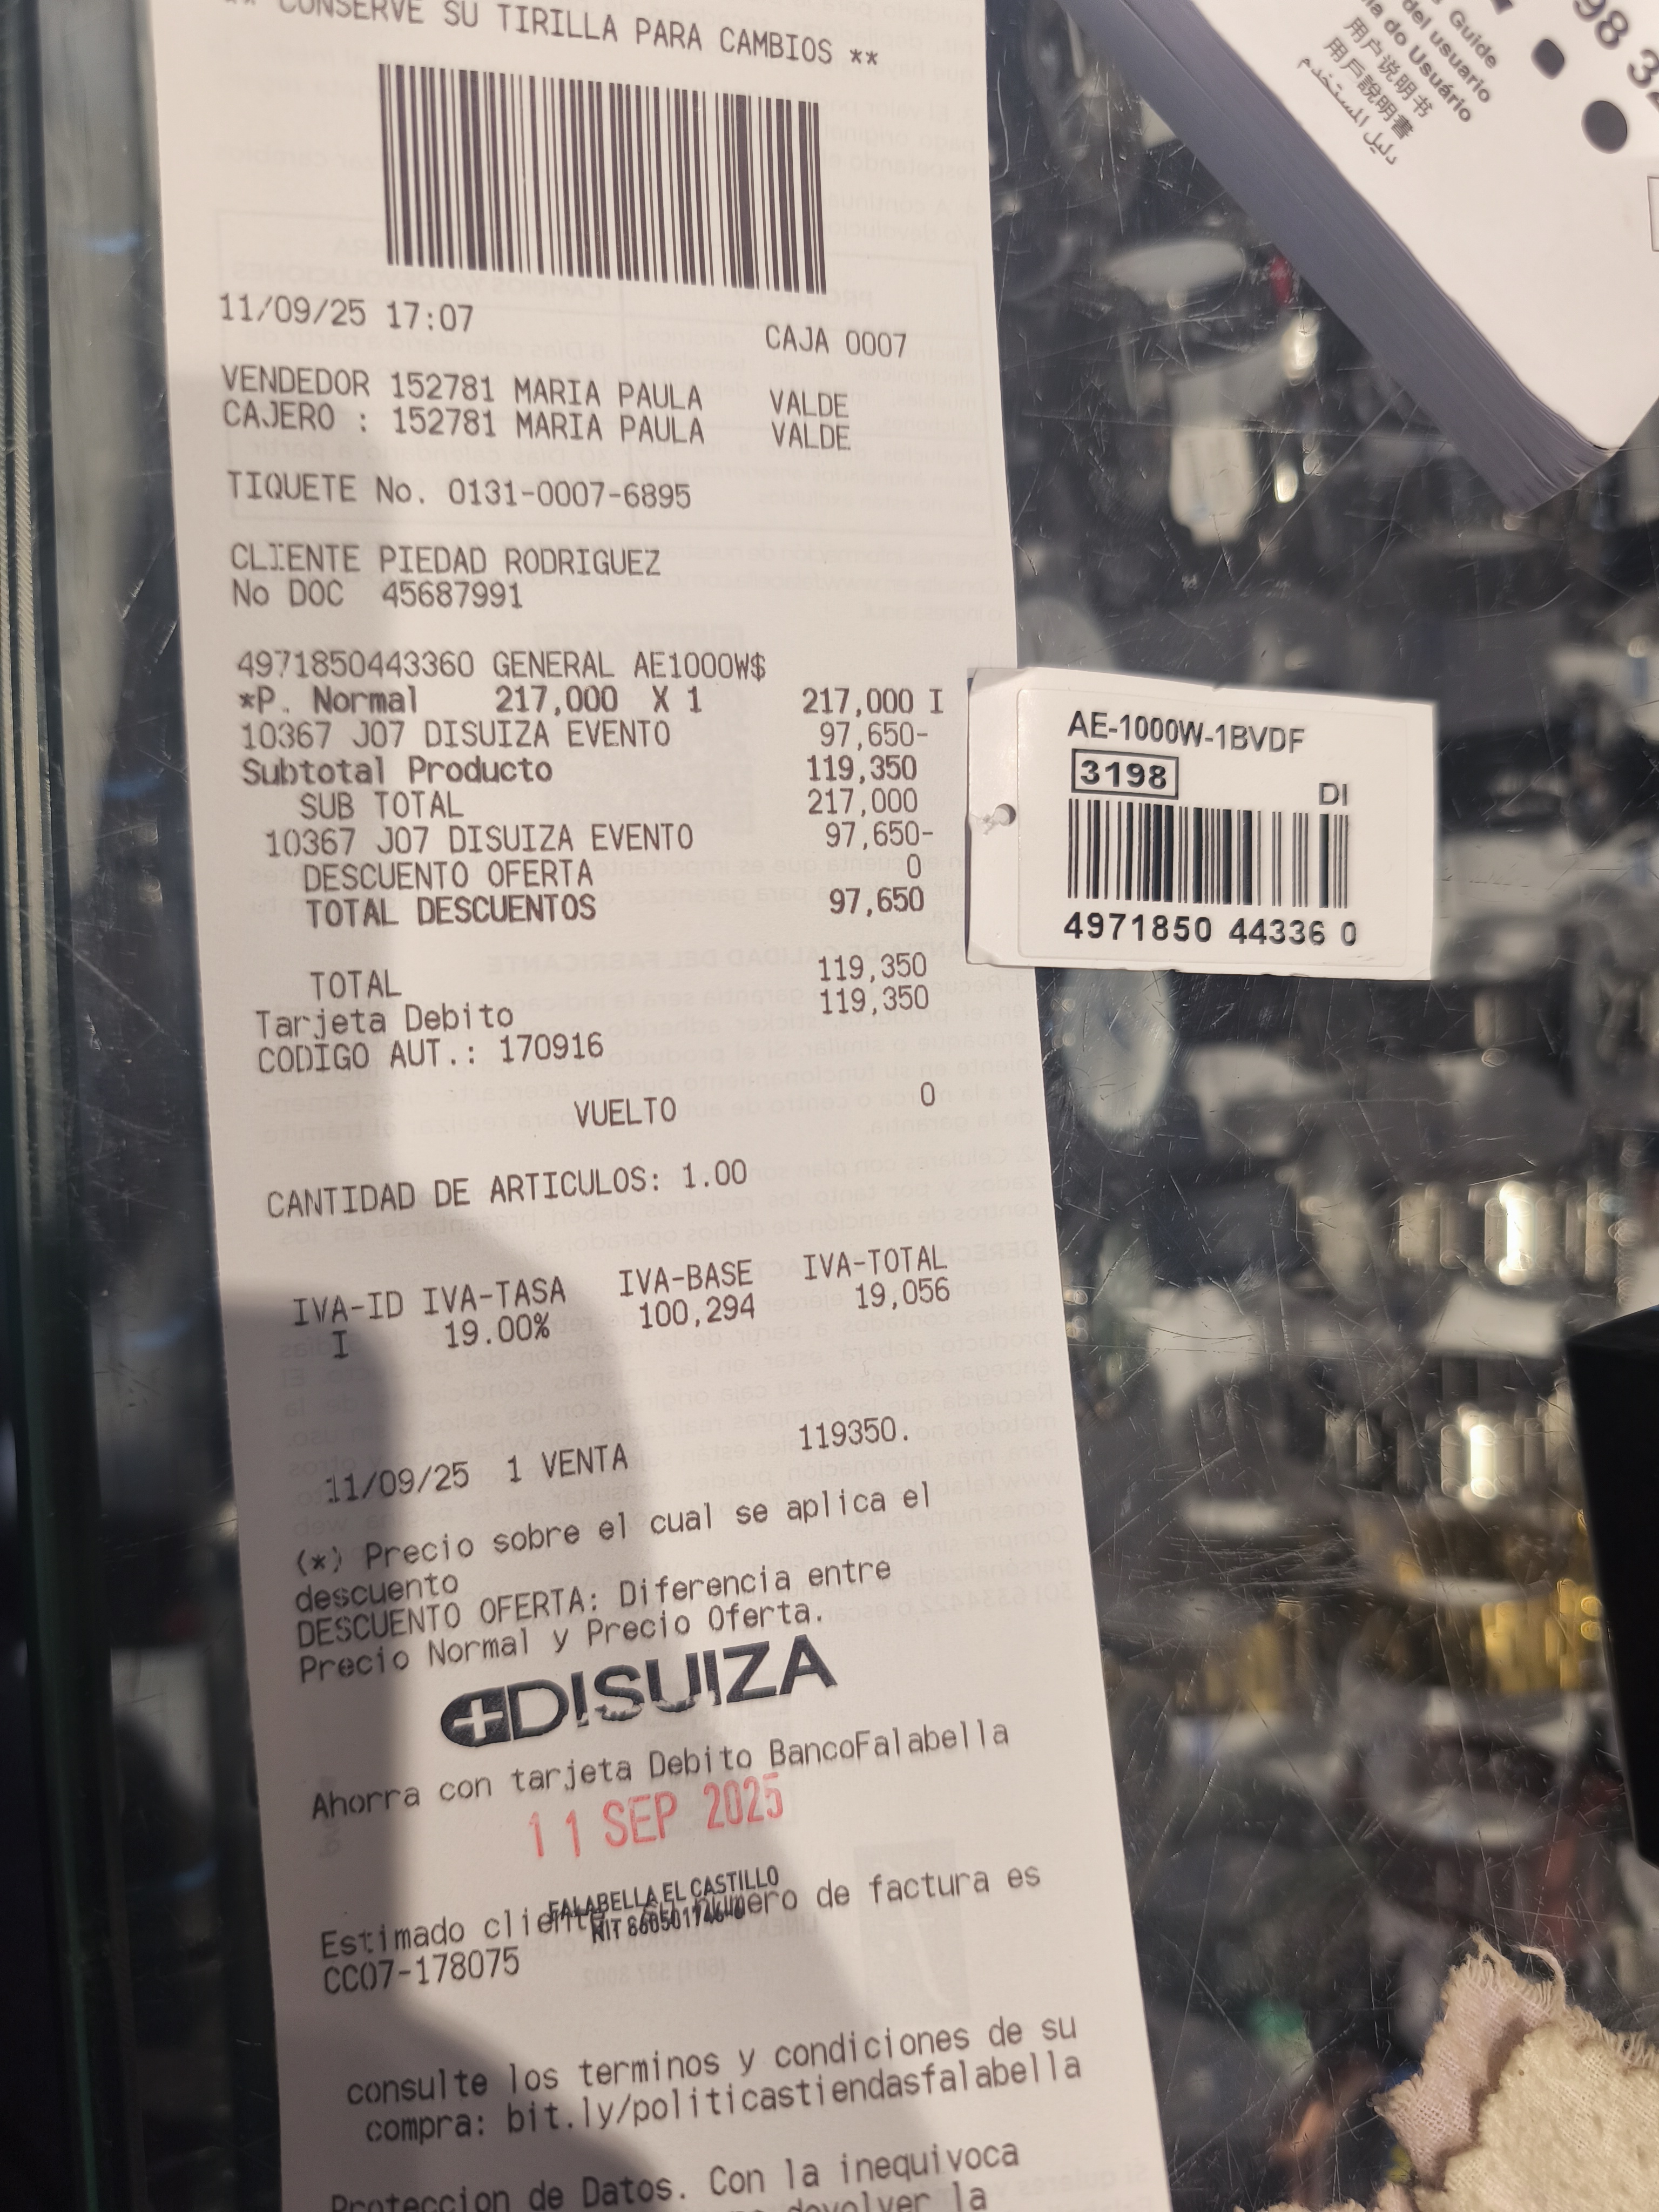 ** CONSERVE SU TIRILLA PARA CAMBIOS **
11/09/25 17:07 CAJA 0007
VENDEDOR 152781 MARIA PAULA VALDE
CAJERO : 152781 MARIA PAULA VALDE
TIQUETE No. 0131-0007-6895
CLIENTE PIEDAD RODRIGUEZ
No DOC 45687991
4971850443360 GENERAL AE1000W$
*P. Normal 217,000 X 1 217,000 I
10367 J07 DISUIZA EVENTO 97,650-
Subtotal Producto 119,350
SUB TOTAL 217,000
10367 J07 DISUIZA EVENTO 97,650-
DESCUENTO OFERTA 0
TOTAL DESCUENTOS 97,650
TOTAL 119,350
Tarjeta Debito 119,350
CODIGO AUT.: 170916
VUELTO 0
CANTIDAD DE ARTICULOS: 1.00
IVA-ID IVA-TASA IVA-BASE IVA-TOTAL
I 19.00% 100,294 19,056
11/09/25 1 VENTA 119350.
(*) Precio sobre el cual se aplica el
descuento
DESCUENTO OFERTA: Diferencia entre
Precio Normal y Precio Oferta.
DISUIZA
Ahorra con tarjeta Debito BancoFalabella
11 SEP 2025
FALABELLA EL CASTILLO
NIT
Estimado cliente número de factura es
CC07-178075
consulte los terminos y condiciones de su
compra: bit.ly/politicastiendasfalabella
Proteccion de Datos. Con la inequivoca
devolver la
AE-1000W-1BVDF
3198
DI
4971850 44336 0
Guide
del usuario
do Usuário
用户说明书
用戶說明書
دليل المستخدم
98 32